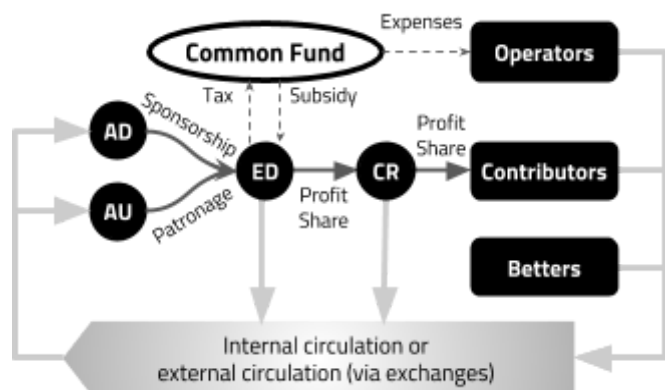 Expenses
Common Fund
Operators
Tax
Subsidy
Sponsorship
AD
Profit
Share
ED
CR
Contributors
AU
Patronage
Profit
Share
Betters
Internal circulation or
external circulation (via exchanges)